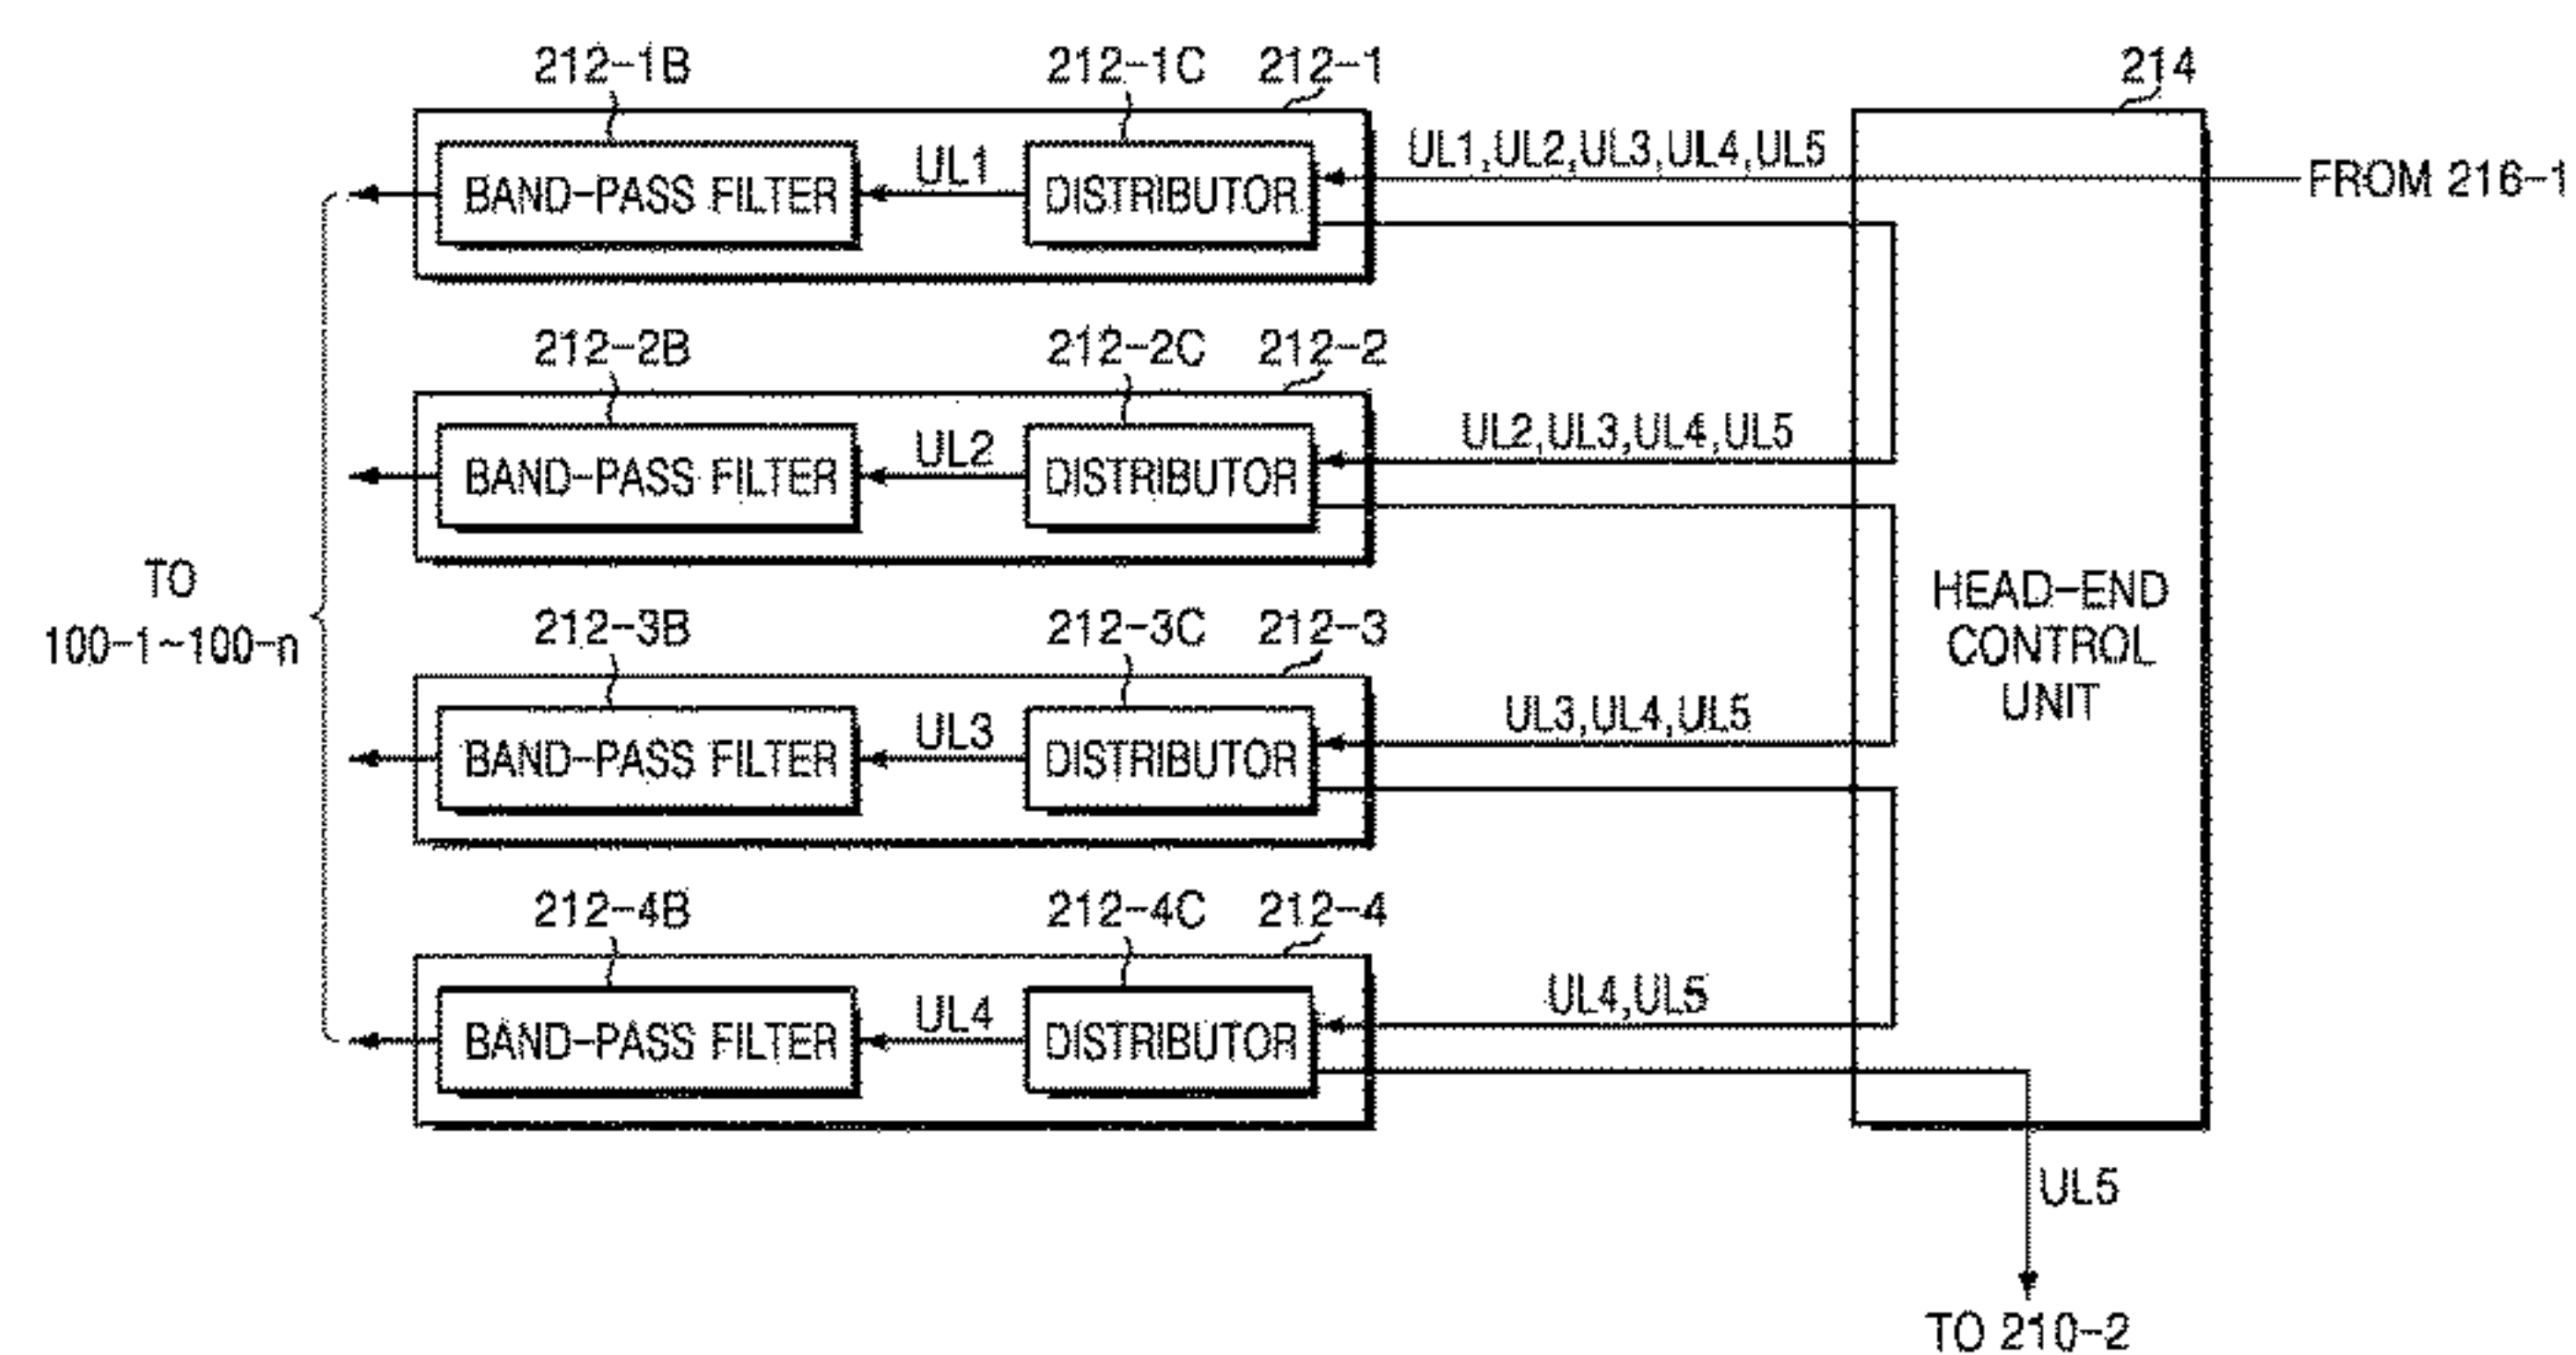 212-1B 212-1C 212-1 214
UL1,UL2,UL3,UL4,UL5
BAND-PASS FILTER UL1 DISTRIBUTOR FROM 216-1
212-2B 212-2C 212-2
UL2,UL3,UL4,UL5
BAND-PASS FILTER UL2 DISTRIBUTOR
TO
100-1~100-n
HEAD-END
CONTROL
UNIT
212-3B 212-3C 212-3
UL3,UL4,UL5
BAND-PASS FILTER UL3 DISTRIBUTOR
212-4B 212-4C 212-4
UL4,UL5
BAND-PASS FILTER UL4 DISTRIBUTOR
UL5
TO 210-2